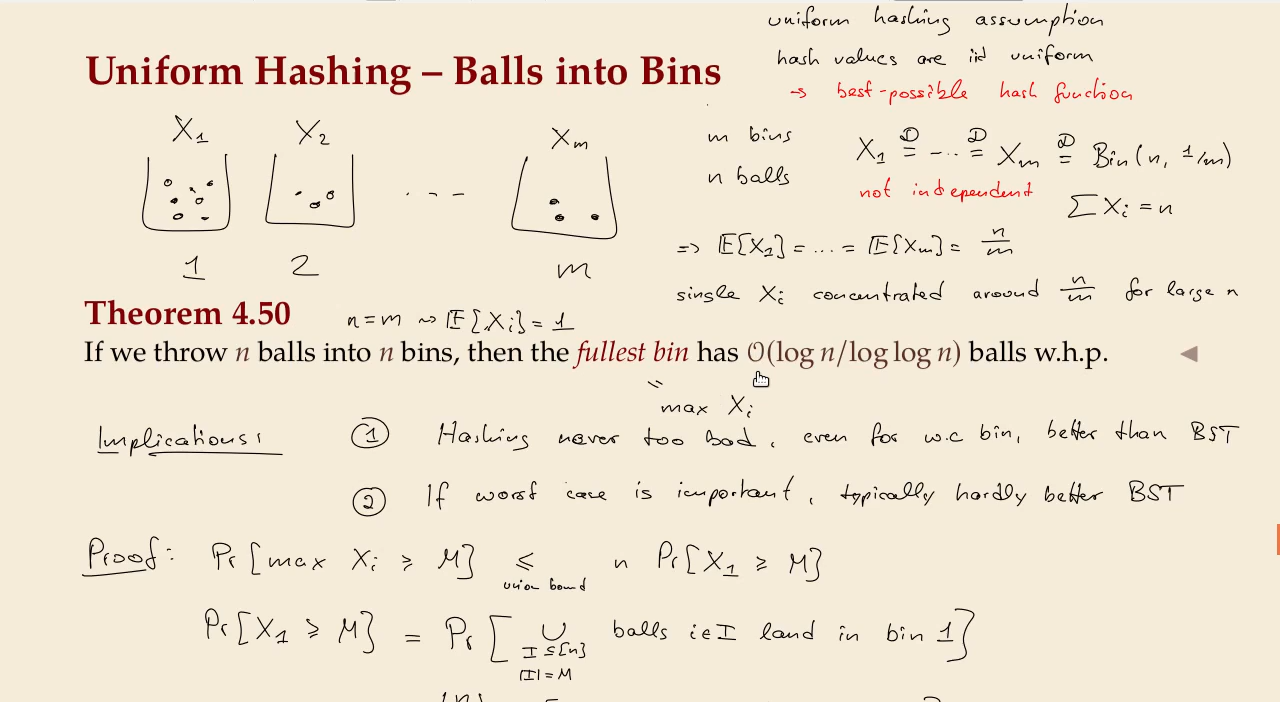 uniform hashing assumption
Uniform Hashing – Balls into Bins
hash values are iid uniform
→ best-possible hash function
X₁ X₂ Xₘ
m bins
n balls
X₁ =ᴰ ... =ᴰ Xₘ =ᴰ Bin(n, 1/m)
not independent
∑ Xᵢ = n
. . .
1 2 m
⇒ 𝔼[X₁] = ... = 𝔼[Xₘ] = n/m
single Xᵢ concentrated around n/m for large n
Theorem 4.50
n = m ⇝ 𝔼[Xᵢ] = 1
If we throw n balls into n bins, then the fullest bin has O(log n/log log n) balls w.h.p. ◀
=
max Xᵢ
Implications:
① Hashing never too bad, even for w.c bin, better than BST
② If worst case is important, typically hardly better BST
Proof: Pr[max Xᵢ ≥ M] ≤ n Pr[X₁ ≥ M]
union bound
Pr[X₁ ≥ M] = Pr[ ∪ balls i∈I land in bin 1]
I ⊆ [n]
|I| = M